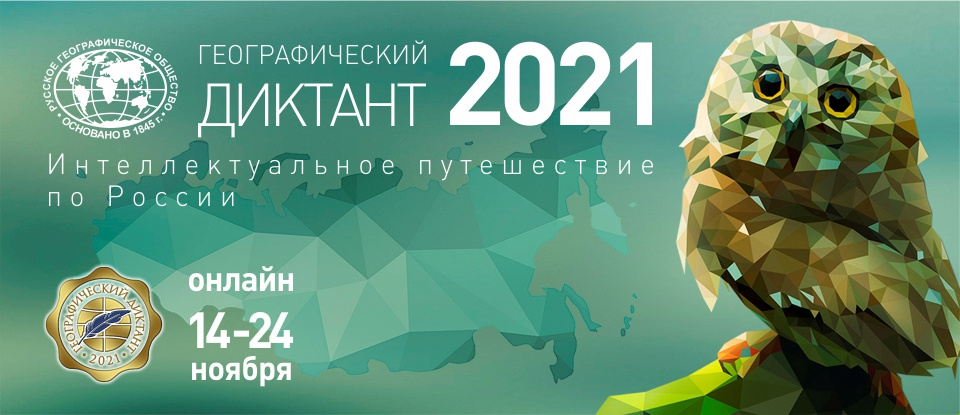 РУССКОЕ ГЕОГРАФИЧЕСКОЕ ОБЩЕСТВО
• ОСНОВАНО В 1845 г. •
ГЕОГРАФИЧЕСКИЙ
ДИКТАНТ 2021
Интеллектуальное путешествие
по России
ГЕОГРАФИЧЕСКИЙ ДИКТАНТ
• 2021 •
онлайн
14-24
ноября